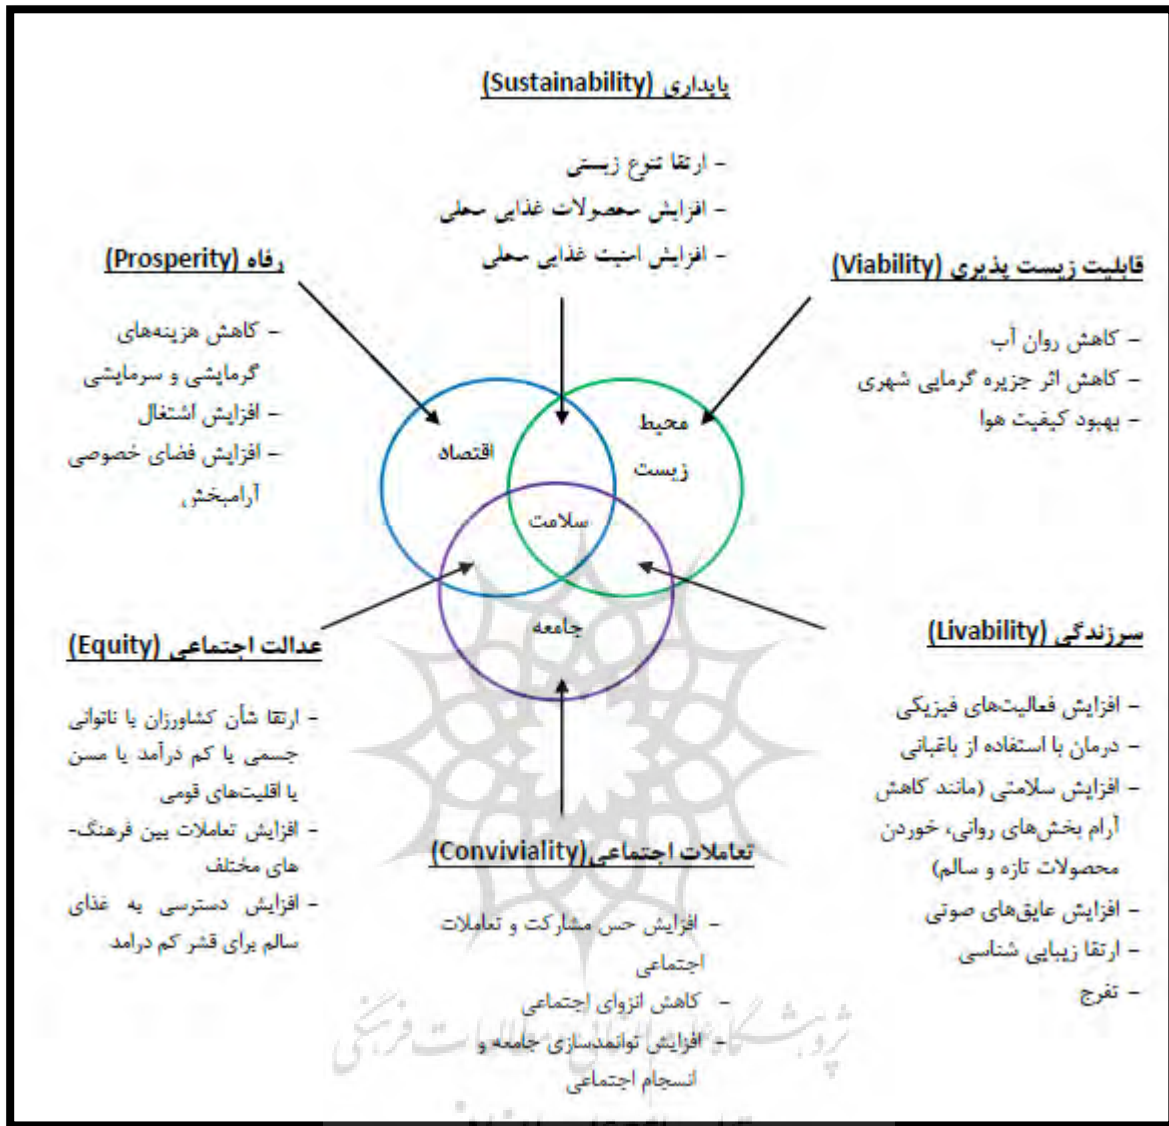 پایداری (Sustainability)
- ارتقا تنوع زیستی
- افزایش محصولات غذایی محلی
- افزایش امنیت غذایی محلی
قابلیت زیست پذیری (Viability)
- کاهش روان آب
- کاهش اثر جزیره گرمایی شهری
- بهبود کیفیت هوا
رفاه (Prosperity)
- کاهش هزینه‌های
گرمایشی و سرمایشی
- افزایش اشتغال
- افزایش فضای خصوصی
آرامبخش
محیط
زیست
اقتصاد
سلامت
جامعه
سرزندگی (Livability)
- افزایش فعالیت‌های فیزیکی
- درمان با استفاده از باغبانی
- افزایش سلامتی (مانند کاهش
آرام بخش‌های روانی، خوردن
محصولات تازه و سالم)
- افزایش عایق‌های صوتی
- ارتقا زیبایی شناسی
- تفرج
عدالت اجتماعی (Equity)
- ارتقا شأن کشاورزان با ناتوانی
جسمی یا کم درآمد یا مسن
یا اقلیت‌های قومی
- افزایش تعاملات بین فرهنگ-
های مختلف
- افزایش دسترسی به غذای
سالم برای قشر کم درامد
تعاملات اجتماعی(Conviviality)
- افزایش حس مشارکت و تعاملات
اجتماعی
- کاهش انزوای اجتماعی
- افزایش توانمندسازی جامعه و
انسجام اجتماعی
پژوهشگاه علوم انسانی و مطالعات فرهنگی